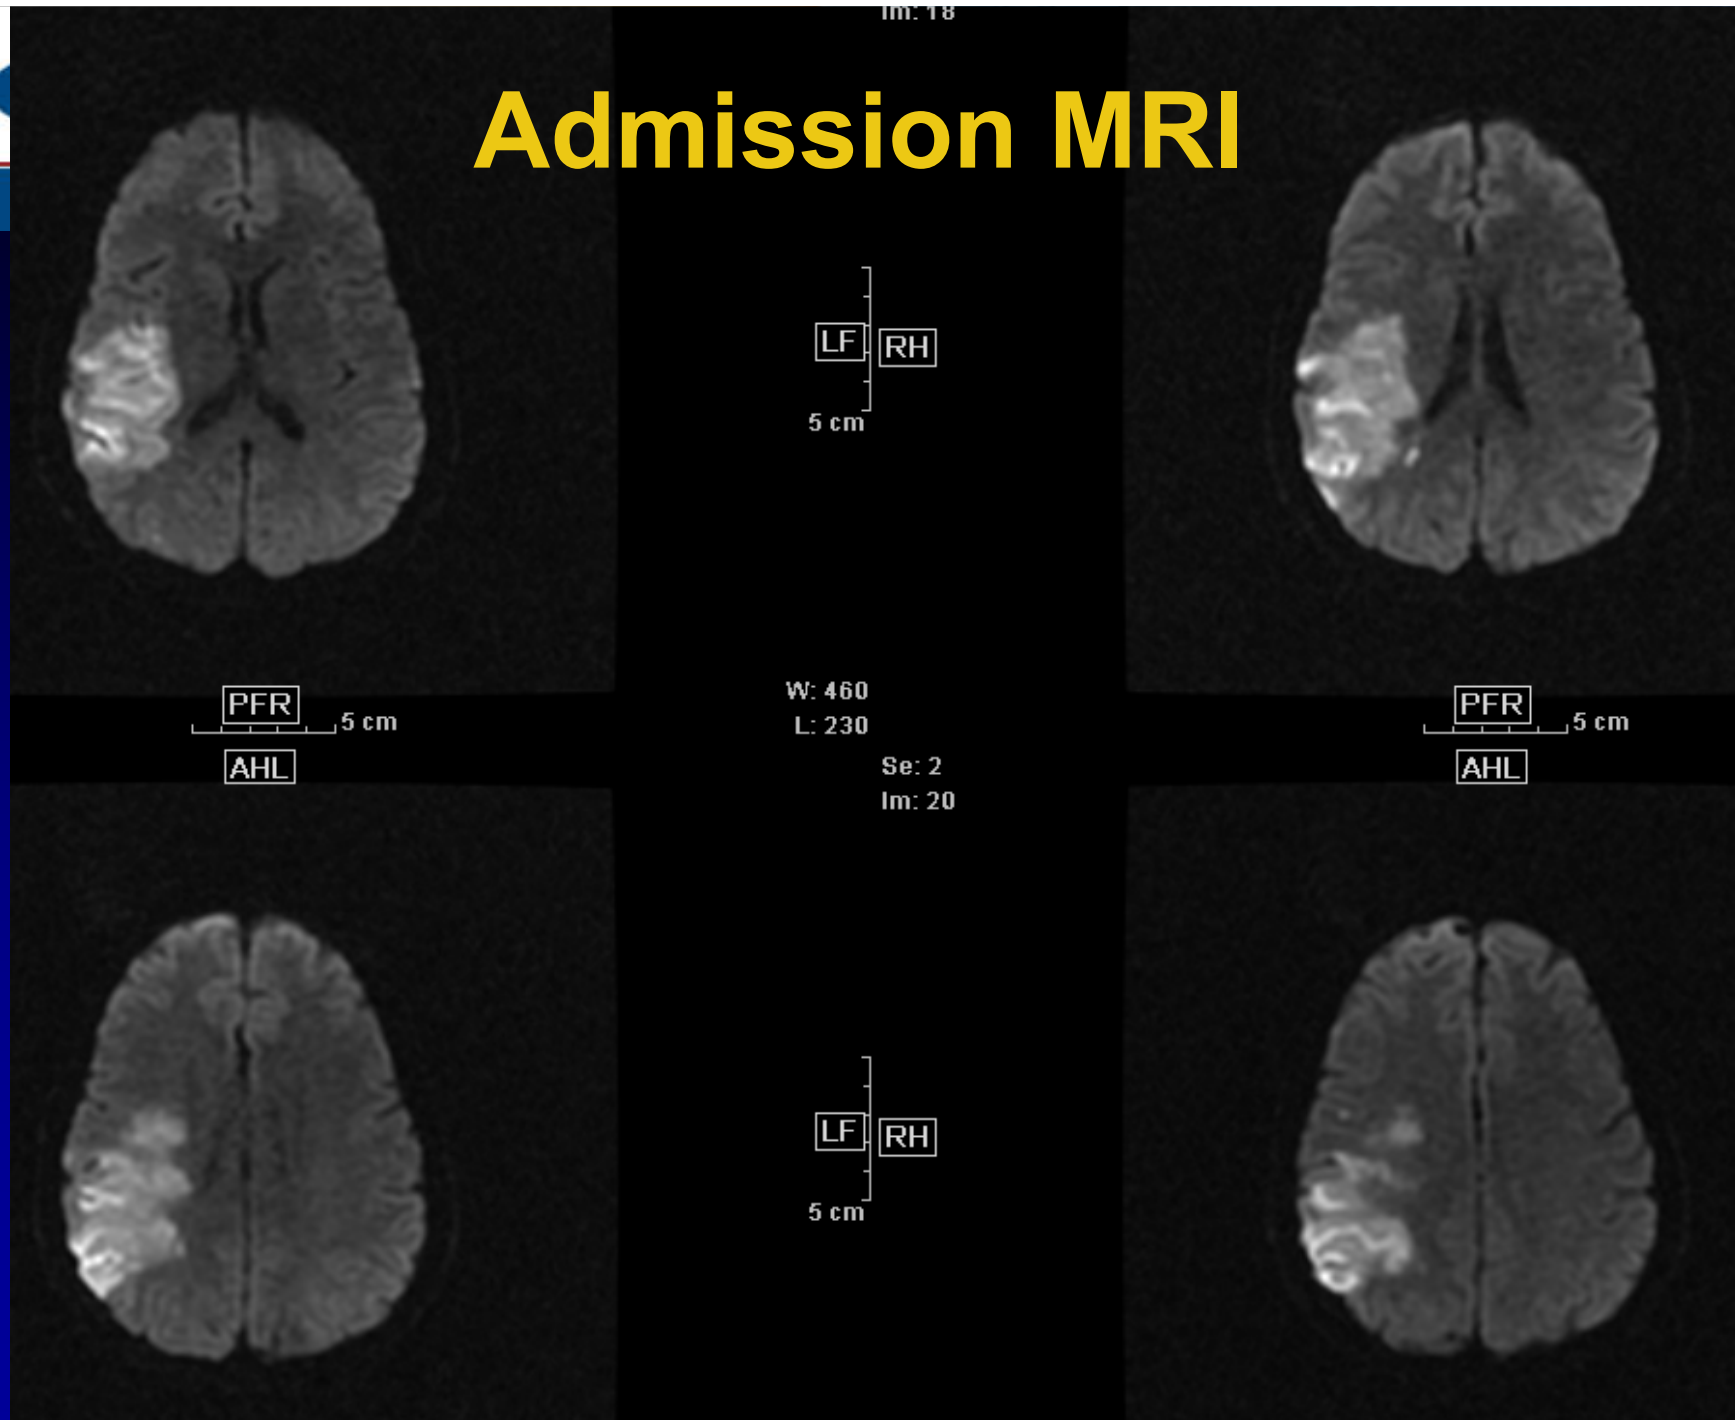 Im: 18
Admission MRI
LF RH
5 cm
W: 460
L: 230
PFR
5 cm
PFR
5 cm
AHL
AHL
Se: 2
Im: 20
LF RH
5 cm